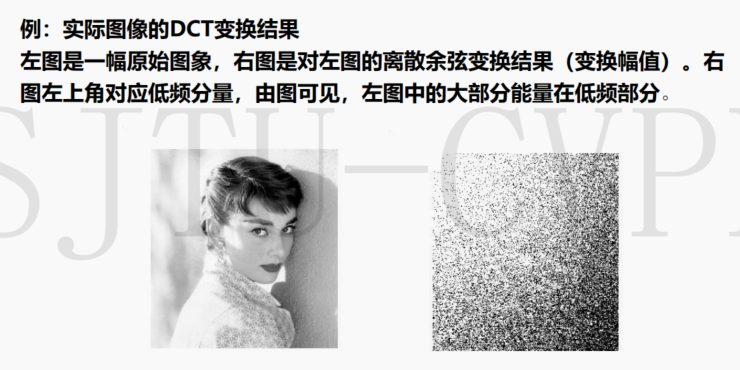 例：实际图像的DCT变换结果
左图是一幅原始图象，右图是对左图的离散余弦变换结果（变换幅值）。右
图左上角对应低频分量，由图可见，左图中的大部分能量在低频部分。
SJTU-CVP